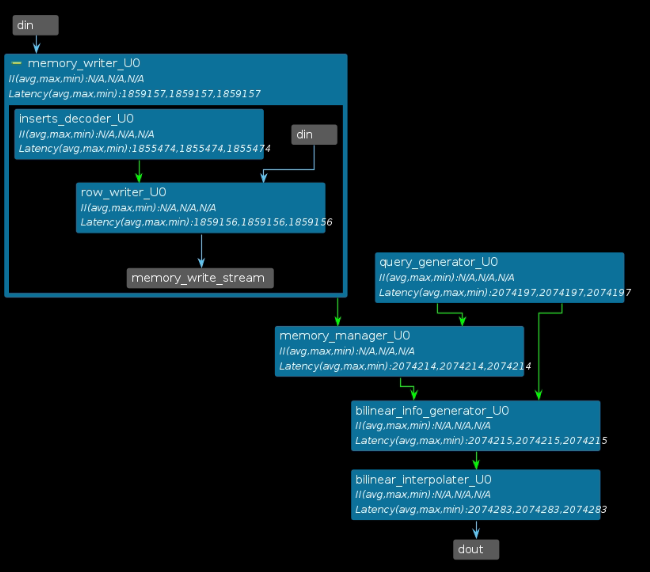 din
memory_writer_U0
II(avg,max,min):N/A,N/A,N/A
Latency(avg,max,min):1859157,1859157,1859157
inserts_decoder_U0
II(avg,max,min):N/A,N/A,N/A
Latency(avg,max,min):1855474,1855474,1855474
din
row_writer_U0
II(avg,max,min):N/A,N/A,N/A
Latency(avg,max,min):1859156,1859156,1859156
memory_write_stream
query_generator_U0
II(avg,max,min):N/A,N/A,N/A
Latency(avg,max,min):2074197,2074197,2074197
memory_manager_U0
II(avg,max,min):N/A,N/A,N/A
Latency(avg,max,min):2074214,2074214,2074214
bilinear_info_generator_U0
II(avg,max,min):N/A,N/A,N/A
Latency(avg,max,min):2074215,2074215,2074215
bilinear_interpolater_U0
II(avg,max,min):N/A,N/A,N/A
Latency(avg,max,min):2074283,2074283,2074283
dout